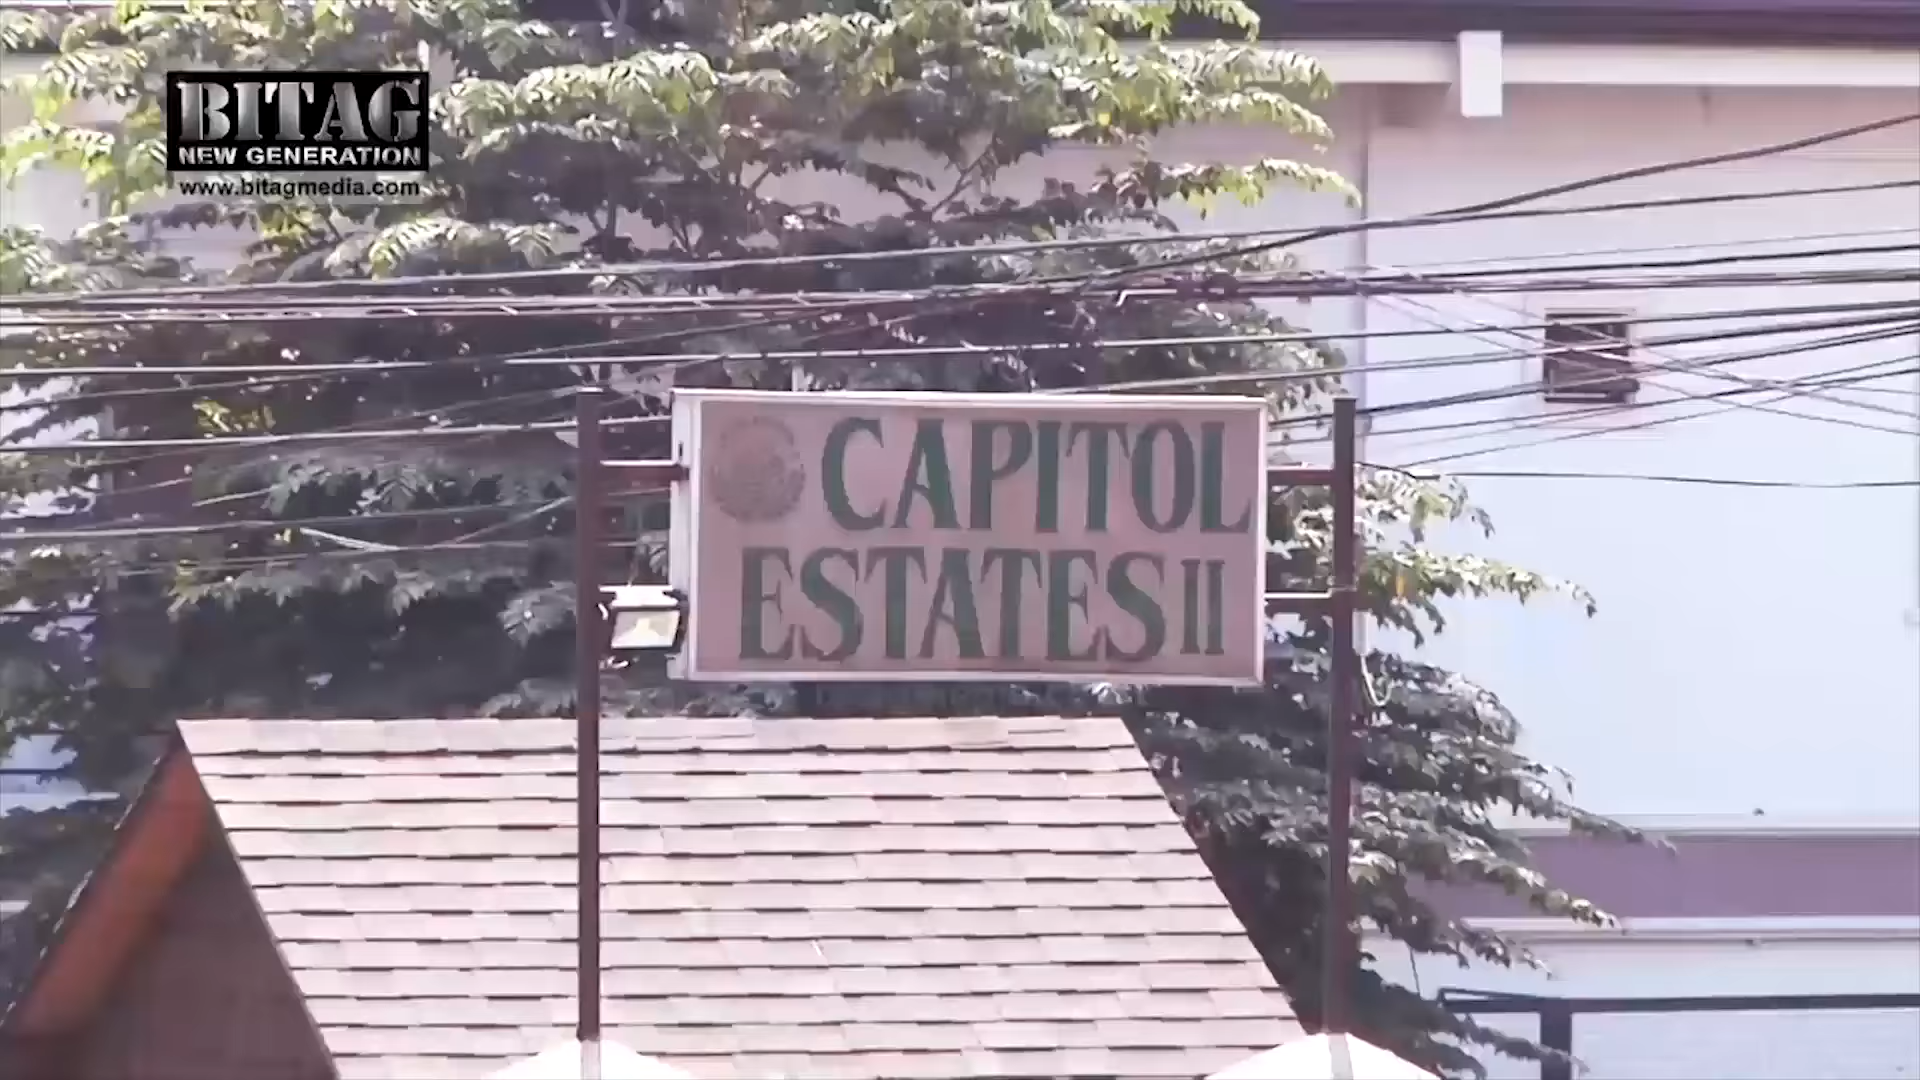 BITAG
NEW GENERATION
www.bitagmedia.com
CAPITOL
ESTATES II